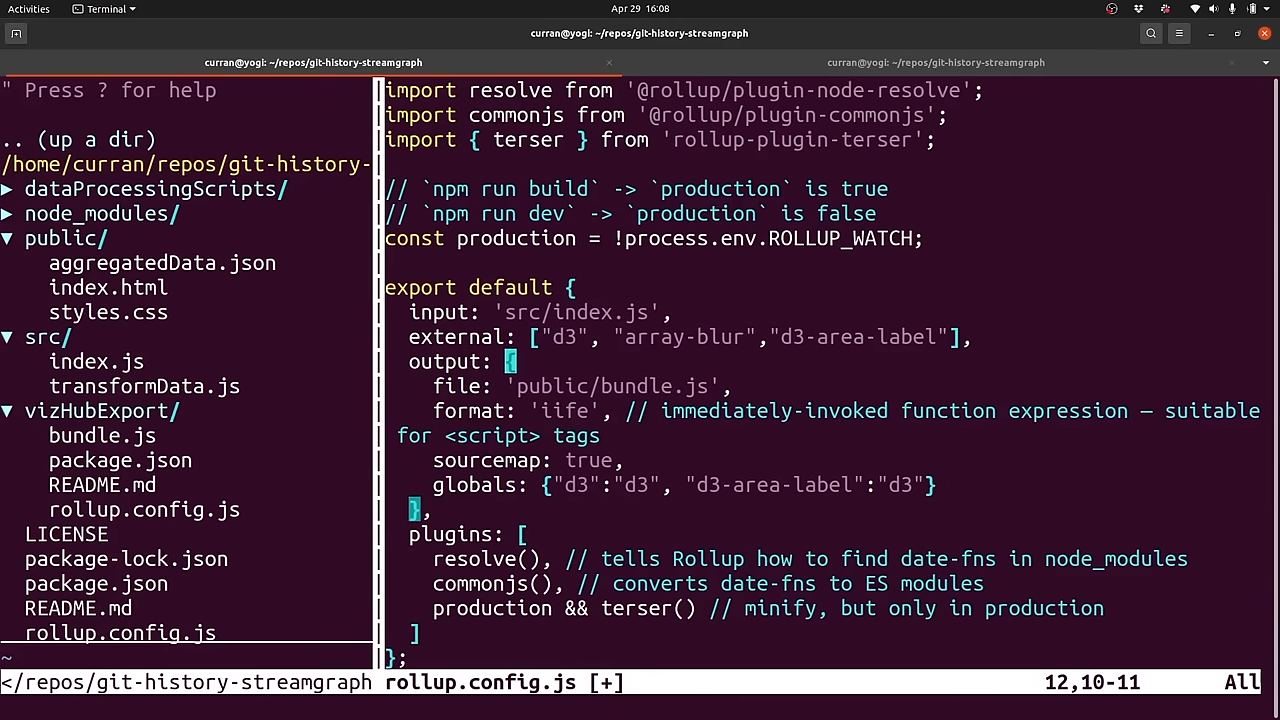 Activities
Terminal
Apr 29 16:08
curran@yogi: ~/repos/git-history-streamgraph
curran@yogi: ~/repos/git-history-streamgraph
curran@yogi: ~/repos/git-history-streamgraph
" Press ? for help
.. (up a dir)
/home/curran/repos/git-history-
▶ dataProcessingScripts/
▶ node_modules/
▼ public/
aggregatedData.json
index.html
styles.css
▼ src/
index.js
transformData.js
▼ vizHubExport/
bundle.js
package.json
README.md
rollup.config.js
LICENSE
package-lock.json
package.json
README.md
rollup.config.js
~
</repos/git-history-streamgraph
import resolve from '@rollup/plugin-node-resolve';
import commonjs from '@rollup/plugin-commonjs';
import { terser } from 'rollup-plugin-terser';
// `npm run build` -> `production` is true
// `npm run dev` -> `production` is false
const production = !process.env.ROLLUP_WATCH;
export default {
input: 'src/index.js',
external: ["d3", "array-blur","d3-area-label"],
output: {
file: 'public/bundle.js',
format: 'iife', // immediately-invoked function expression — suitable
for <script> tags
sourcemap: true,
globals: {"d3":"d3", "d3-area-label":"d3"}
},
plugins: [
resolve(), // tells Rollup how to find date-fns in node_modules
commonjs(), // converts date-fns to ES modules
production && terser() // minify, but only in production
]
};
rollup.config.js [+]
12,10-11
All